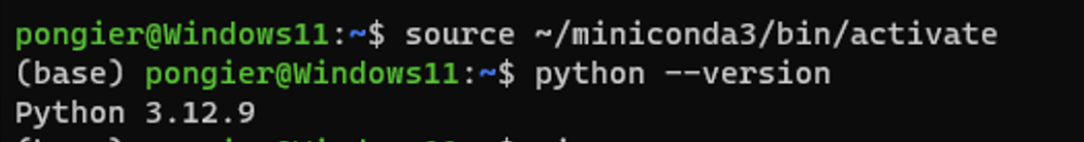 pongier@Windows11:~$ source ~/miniconda3/bin/activate
(base) pongier@Windows11:~$ python --version
Python 3.12.9